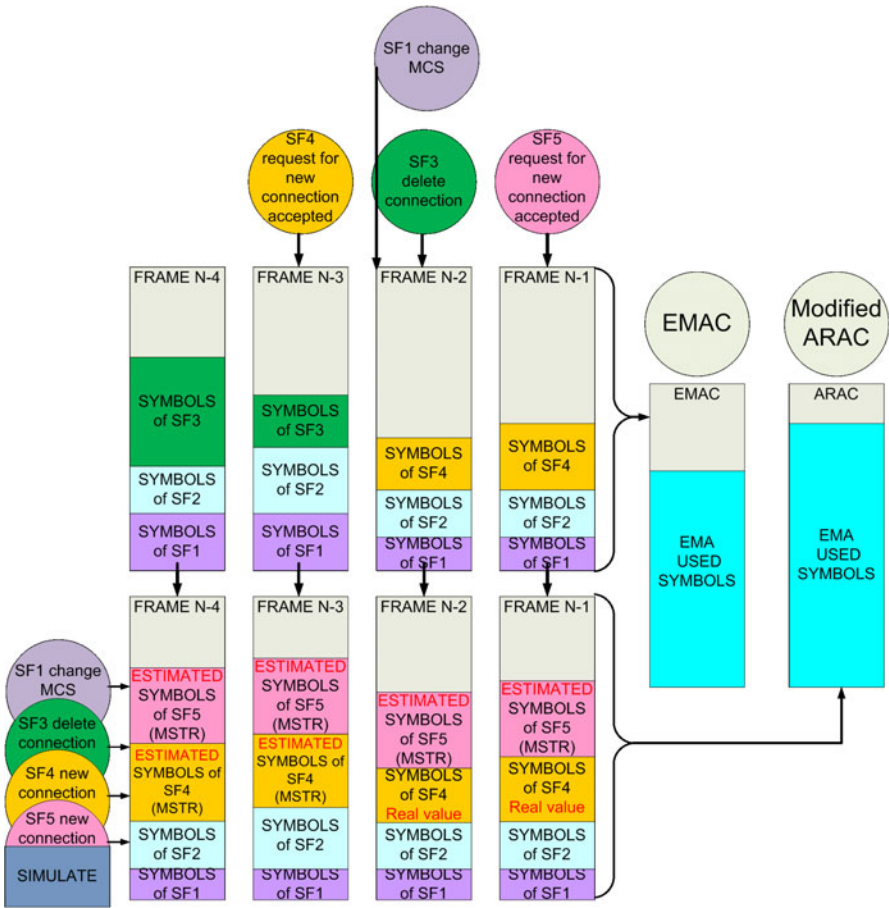 SF1 change
MCS
SF4
request for
new
connection
accepted
SF3
delete
connection
SF5
request for
new
connection
accepted
FRAME N-4
SYMBOLS
of SF3
SYMBOLS
of SF2
SYMBOLS
of SF1
FRAME N-3
SYMBOLS
of SF3
SYMBOLS
of SF2
SYMBOLS
of SF1
FRAME N-2
SYMBOLS
of SF4
SYMBOLS
of SF2
SYMBOLS
of SF1
FRAME N-1
SYMBOLS
of SF4
SYMBOLS
of SF2
SYMBOLS
of SF1
EMAC
Modified
ARAC
EMAC
EMA
USED
SYMBOLS
ARAC
EMA
USED
SYMBOLS
SF1 change
MCS
SF3 delete
connection
SF4 new
connection
SF5 new
connection
SIMULATE
FRAME N-4
ESTIMATED
SYMBOLS
of SF5
(MSTR)
ESTIMATED
SYMBOLS of
SF4
(MSTR)
SYMBOLS
of SF2
SYMBOLS
of SF1
FRAME N-3
ESTIMATED
SYMBOLS
of SF5
(MSTR)
ESTIMATED
SYMBOLS of
SF4
(MSTR)
SYMBOLS
of SF2
SYMBOLS
of SF1
FRAME N-2
ESTIMATED
SYMBOLS
of SF5
(MSTR)
SYMBOLS
of SF4
Real value
SYMBOLS
of SF2
SYMBOLS
of SF1
FRAME N-1
ESTIMATED
SYMBOLS
of SF5
(MSTR)
SYMBOLS
of SF4
Real value
SYMBOLS
of SF2
SYMBOLS
of SF1